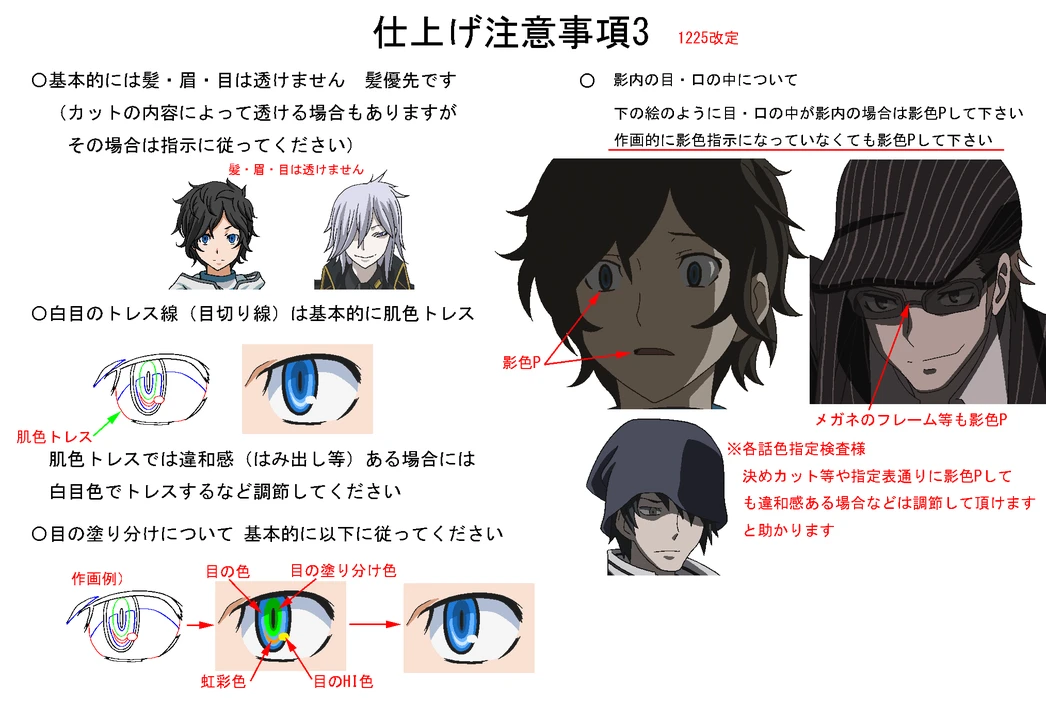 仕上げ注意事項3
1225改定
○基本的には髪・眉・目は透けません　髪優先です
（カットの内容によって透ける場合もありますが
その場合は指示に従ってください）
髪・眉・目は透けません
○白目のトレス線（目切り線）は基本的に肌色トレス
肌色トレス
肌色トレスでは違和感（はみ出し等）ある場合には
白目色でトレスするなど調節してください
○目の塗り分けについて 基本的に以下に従ってください
作画例）
目の色
目の塗り分け色
虹彩色
目のHI色
○　影内の目・口の中について
下の絵のように目・口の中が影内の場合は影色Pして下さい
作画的に影色指示になっていなくても影色Pして下さい
影色P
メガネのフレーム等も影色P
※各話色指定検査様
決めカット等や指定表通りに影色Pして
も違和感ある場合などは調節して頂けます
と助かります